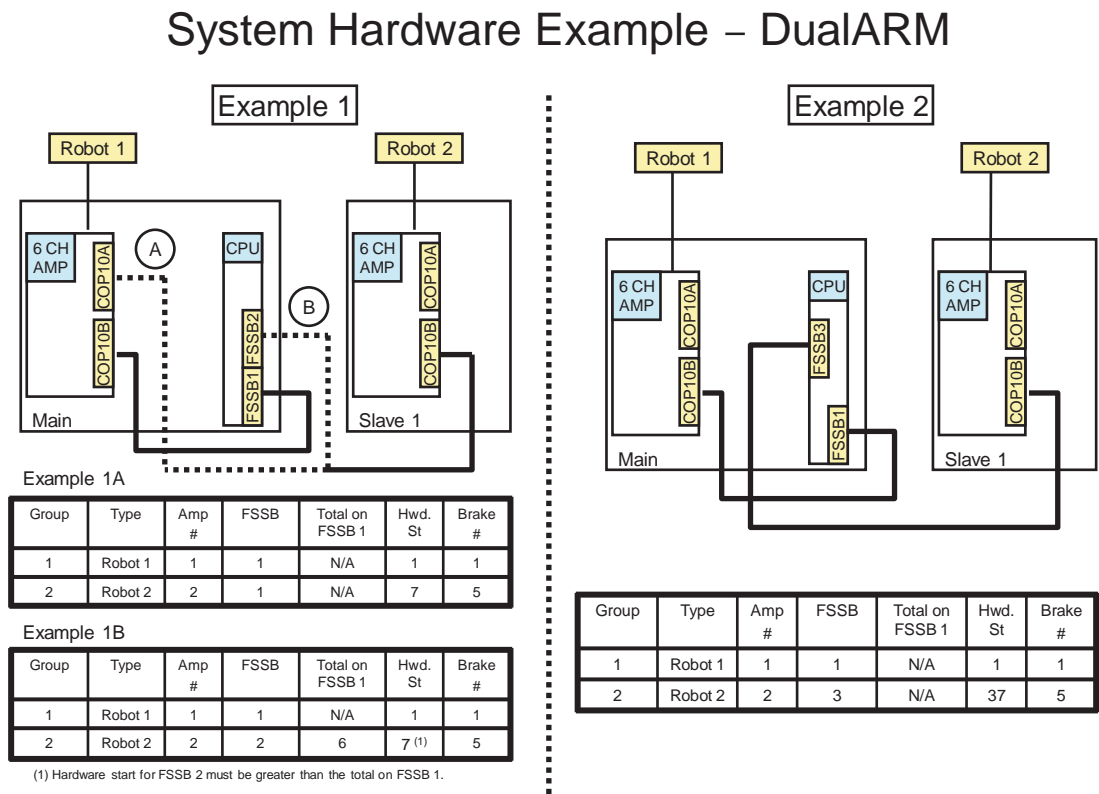 System Hardware Example – DualARM
Example 1
Robot 1
Robot 2
6 CH
AMP
COP10A
COP10B
A
CPU
FSSB2
FSSB1
B
Main
6 CH
AMP
COP10A
COP10B
Slave 1
Example 1A
Group Type Amp # FSSB Total on FSSB 1 Hwd. St Brake #
1 Robot 1 1 1 N/A 1 1
2 Robot 2 2 1 N/A 7 5
Example 1B
Group Type Amp # FSSB Total on FSSB 1 Hwd. St Brake #
1 Robot 1 1 1 N/A 1 1
2 Robot 2 2 2 6 7 (1) 5
(1) Hardware start for FSSB 2 must be greater than the total on FSSB 1.
Example 2
Robot 1
Robot 2
6 CH
AMP
COP10A
COP10B
CPU
FSSB3
FSSB1
Main
6 CH
AMP
COP10A
COP10B
Slave 1
Group Type Amp # FSSB Total on FSSB 1 Hwd. St Brake #
1 Robot 1 1 1 N/A 1 1
2 Robot 2 2 3 N/A 37 5